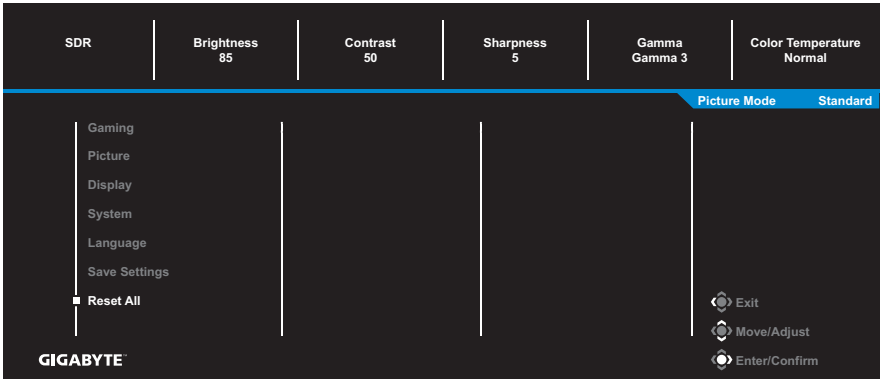 SDR
Brightness
85
Contrast
50
Sharpness
5
Gamma
Gamma 3
Color Temperature
Normal
Picture Mode Standard
Gaming
Picture
Display
System
Language
Save Settings
Reset All
Exit
Move/Adjust
Enter/Confirm
GIGABYTE™